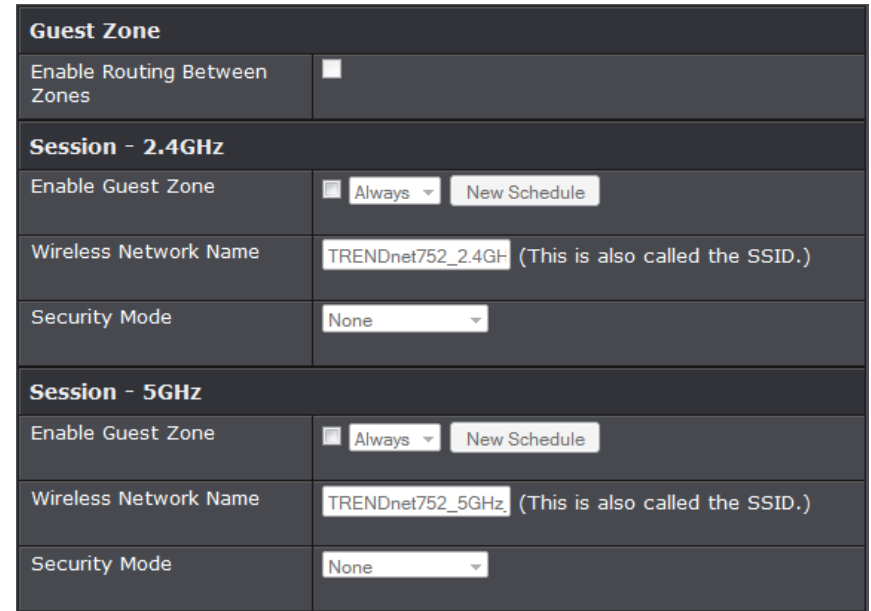 Guest Zone
Enable Routing Between
Zones
Session - 2.4GHz
Enable Guest Zone
Always
New Schedule
Wireless Network Name
TRENDnet752_2.4GH
(This is also called the SSID.)
Security Mode
None
Session - 5GHz
Enable Guest Zone
Always
New Schedule
Wireless Network Name
TRENDnet752_5GHz_
(This is also called the SSID.)
Security Mode
None